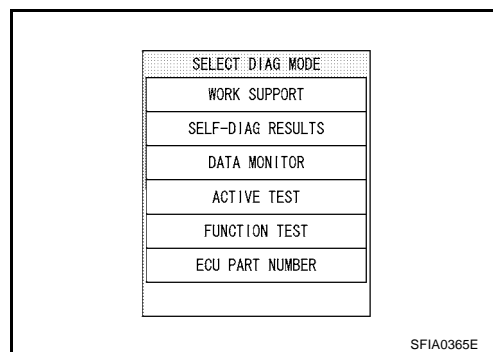 SELECT DIAG MODE
WORK SUPPORT
SELF-DIAG RESULTS
DATA MONITOR
ACTIVE TEST
FUNCTION TEST
ECU PART NUMBER
SFIA0365E